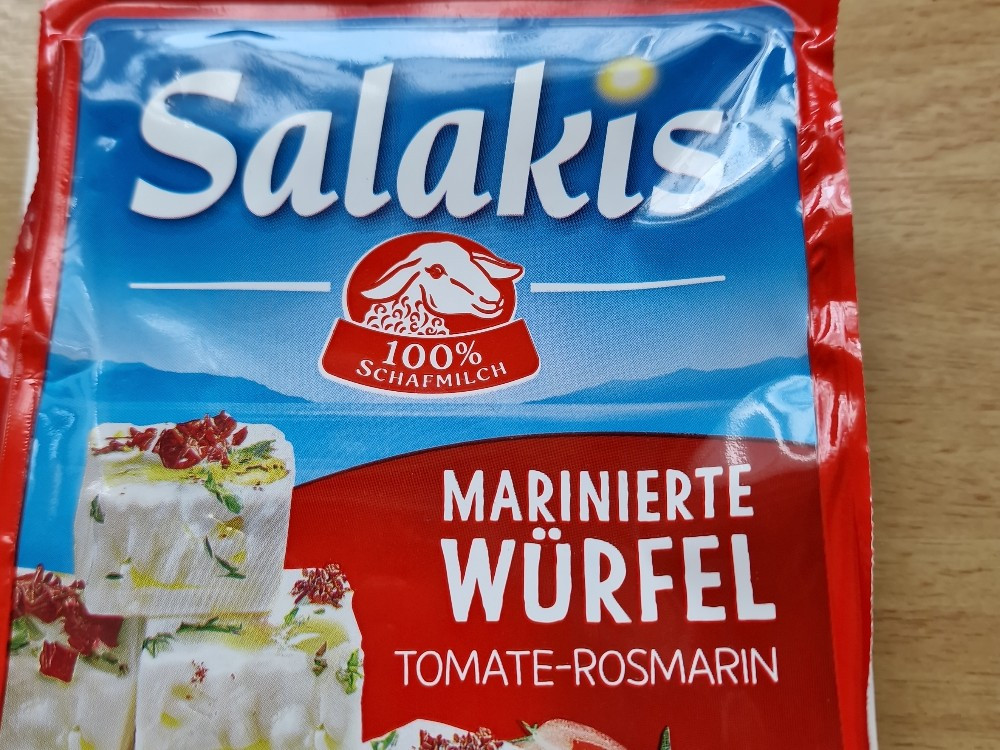 Salakis
100%
SCHAFMILCH
MARINIERTE
WÜRFEL
TOMATE-ROSMARIN